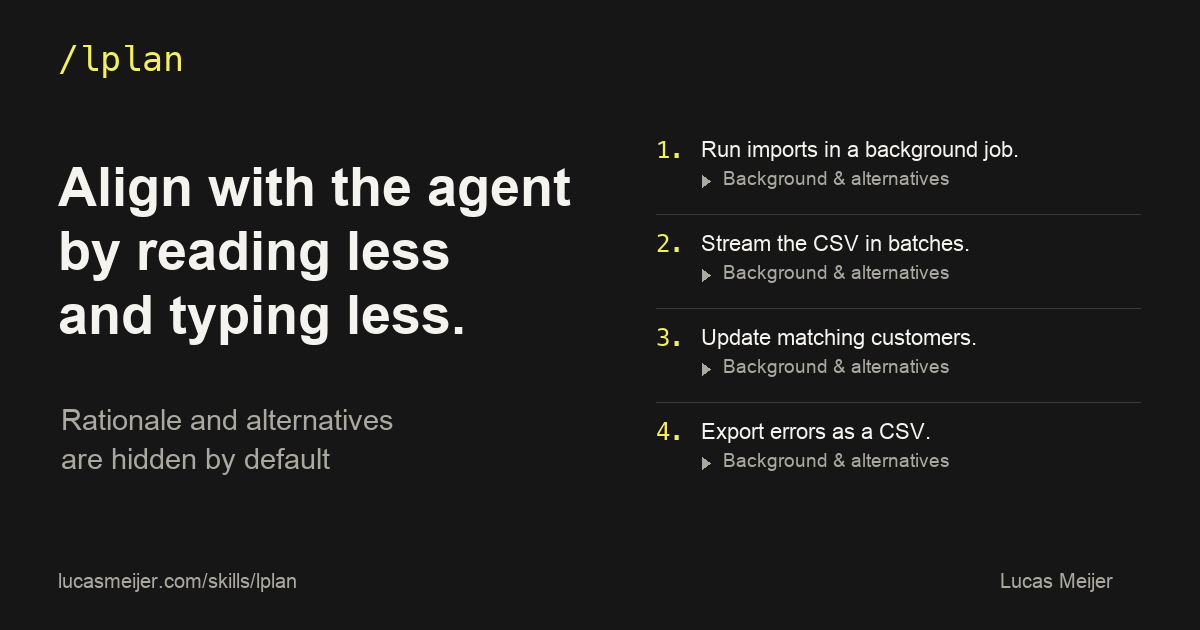 /lplan
Align with the agent
by reading less
and typing less.
Rationale and alternatives
are hidden by default
1. Run imports in a background job.
Background & alternatives
2. Stream the CSV in batches.
Background & alternatives
3. Update matching customers.
Background & alternatives
4. Export errors as a CSV.
Background & alternatives
lucasmeijer.com/skills/lplan
Lucas Meijer